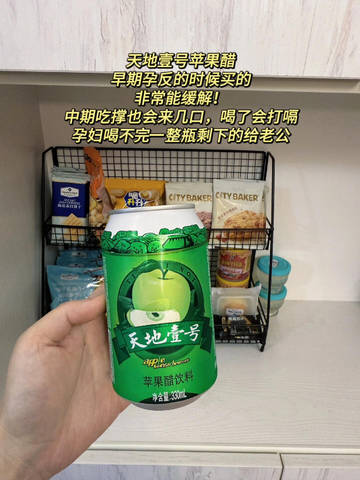 天地壹号苹果醋
早期孕反的时候买的
非常能缓解！
中期吃撑也会来几口，喝了会打嗝
孕妇喝不完一整瓶剩下的给老公
CITY BAKER
CITY BAKER
天地壹号
apple
苹果醋饮料
净含量:330mL